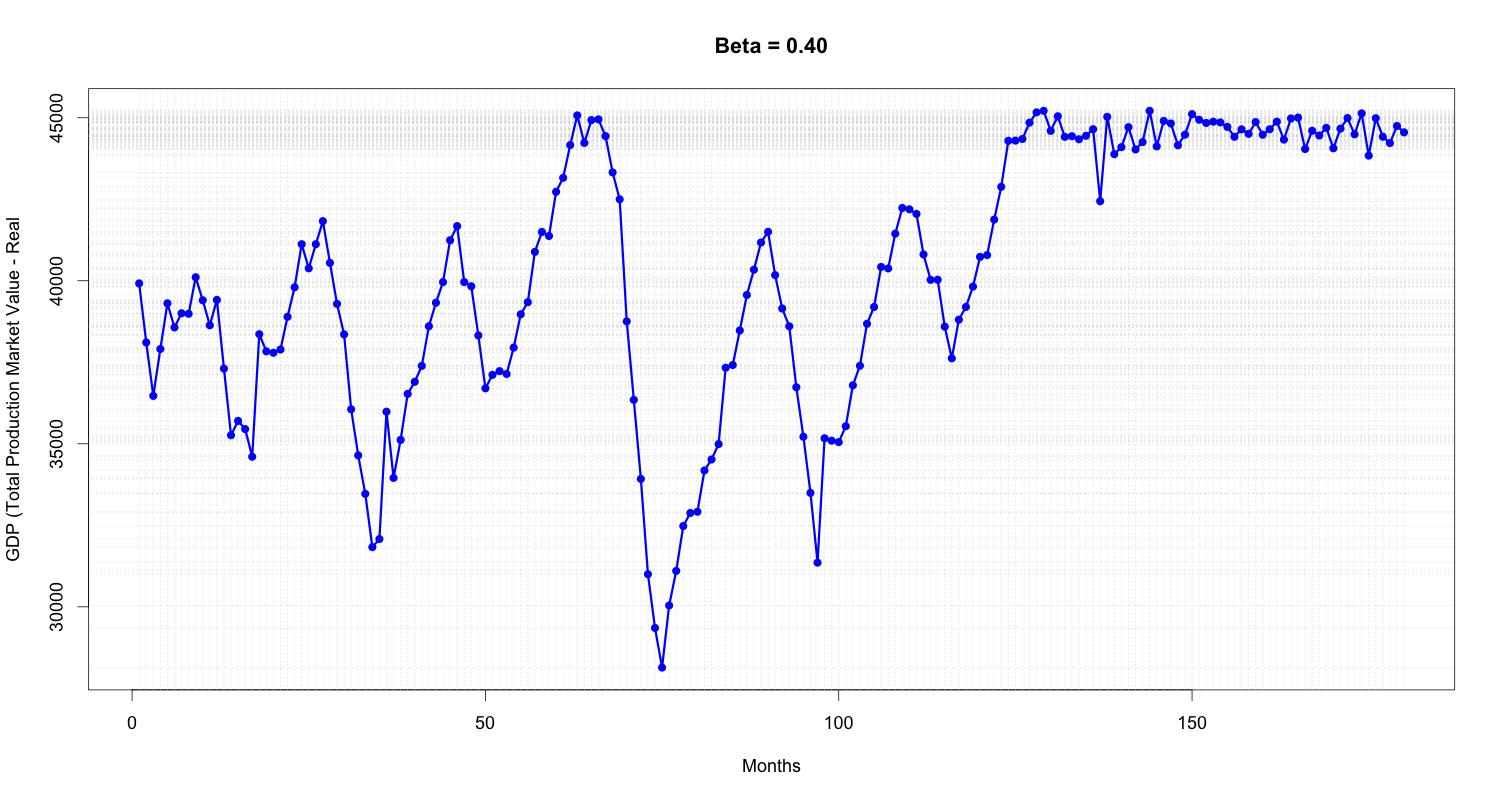 Beta = 0.40
GDP (Total Production Market Value - Real
45000
40000
35000
30000
0
50
100
150
Months